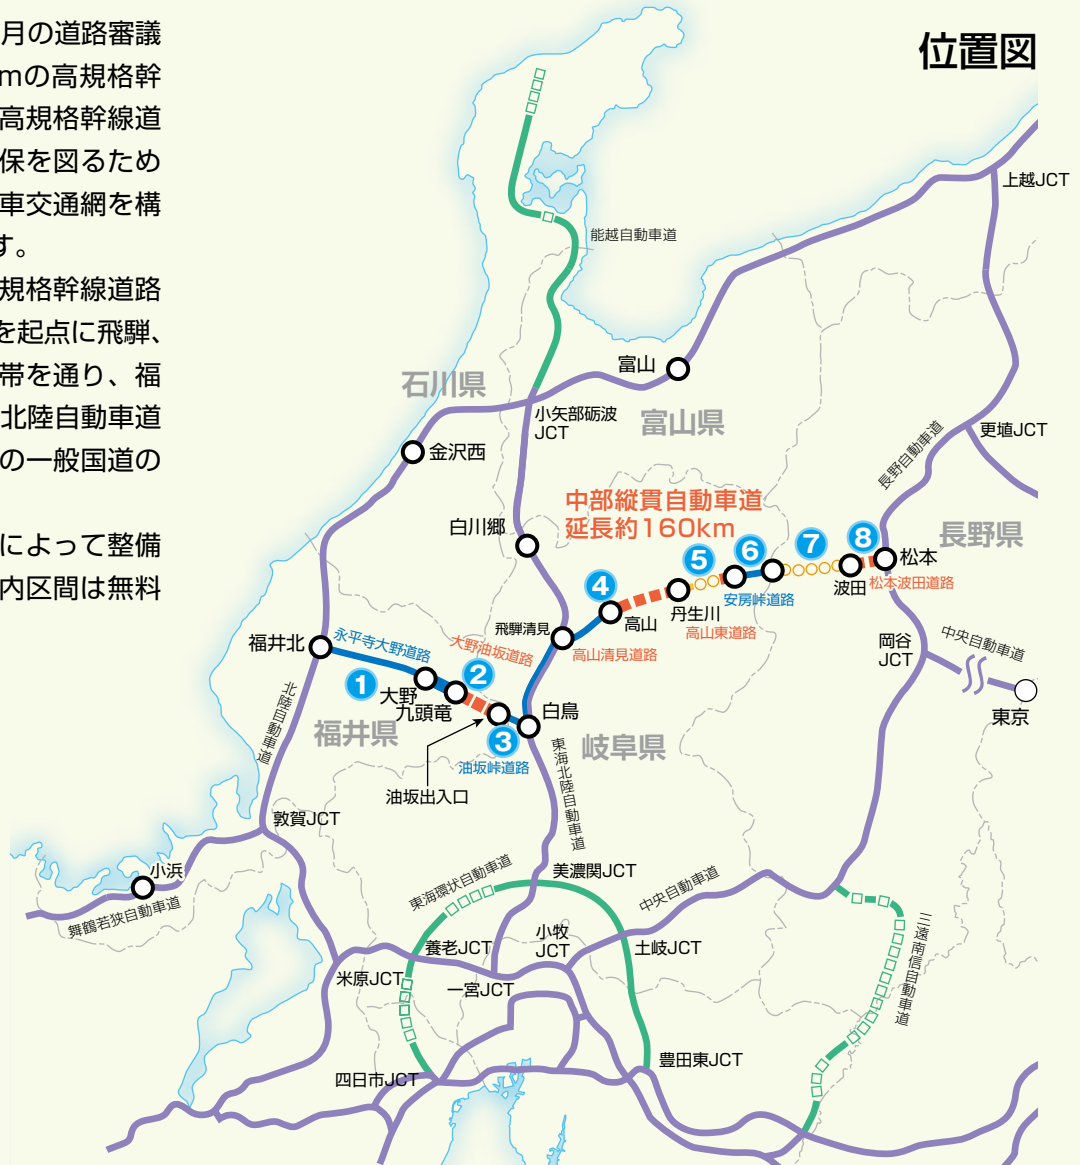 月の道路審議
mの高規格幹
高規格幹線道
保を図るため
車交通網を構
す。
規格幹線道路
を起点に飛騨、
帯を通り、福
北陸自動車道
の一般国道の
によって整備
内区間は無料
位置図
上越JCT
能越自動車道
富山
石川県
小矢部砺波
JCT
富山県
金沢西
長野自動車道
更埴JCT
中部縦貫自動車道
延長約160km
白川郷
長野県
5
6
7
8
松本
4
安房峠道路
波田
松本波田道路
丹生川
高山
高山東道路
飛騨清見
高山清見道路
岡谷
JCT
中央自動車道
東京
福井北
永平寺大野道路
大野油坂道路
1
2
大野
九頭竜
白鳥
3
福井県
岐阜県
油坂峠道路
油坂出入口
北陸自動車道
東海北陸自動車道
敦賀JCT
小浜
舞鶴若狭自動車道
東海環状自動車道
美濃関JCT
中央自動車道
養老JCT
小牧
JCT
土岐JCT
三遠南信自動車道
米原JCT
一宮JCT
四日市JCT
豊田東JCT